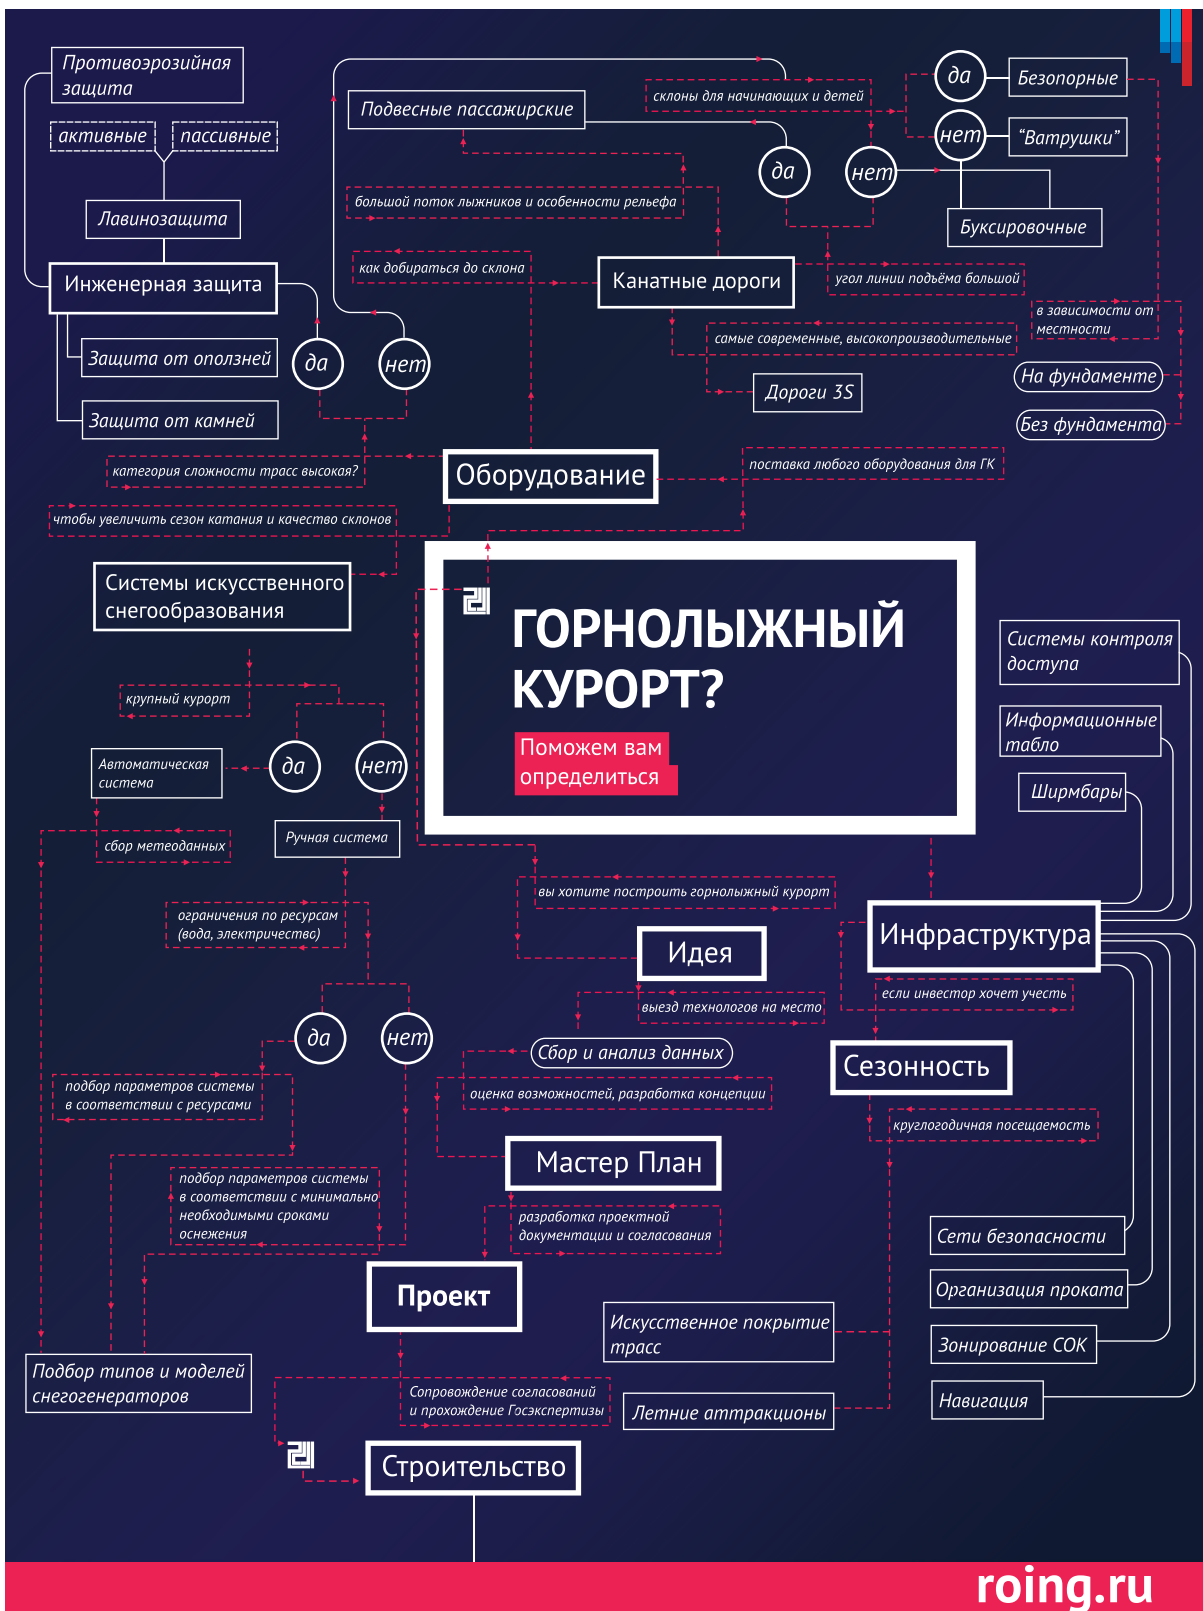 Противоэрозийная
защита
активные
пассивные
Лавинозащита
Инженерная защита
Защита от оползней
Защита от камней
да
нет
категория сложности трасс высокая?
чтобы увеличить сезон катания и качество склонов
Подвесные пассажирские
склоны для начинающих и детей
да
Безопорные
нет
“Ватрушки”
да
нет
Буксировочные
большой поток лыжников и особенности рельефа
как добираться до склона
Канатные дороги
угол линии подъёма большой
самые современные, высокопроизводительные
Дороги 3S
в зависимости от
местности
На фундаменте
Без фундамента
Оборудование
поставка любого оборудования для ГК
Системы искусственного
снегообразования
ГОРНОЛЫЖНЫЙ
КУРОРТ?
Поможем вам
определиться
крупный курорт
да
нет
Автоматическая
система
Ручная система
сбор метеоданных
ограничения по ресурсам
(вода, электричество)
да
нет
подбор параметров системы
в соответствии с ресурсами
подбор параметров системы
в соответствии с минимально
необходимыми сроками
оснежения
Подбор типов и моделей
снегогенераторов
вы хотите построить горнолыжный курорт
Идея
выезд технологов на место
Сбор и анализ данных
оценка возможностей, разработка концепции
Мастер План
разработка проектной
документации и согласования
Проект
Сопровождение согласований
и прохождение Госэкспертизы
Строительство
Системы контроля
доступа
Информационные
табло
Ширмбары
Инфраструктура
если инвестор хочет учесть
Сезонность
круглогодичная посещаемость
Сети безопасности
Организация проката
Зонирование СОК
Навигация
Искусственное покрытие
трасс
Летние аттракционы
roing.ru